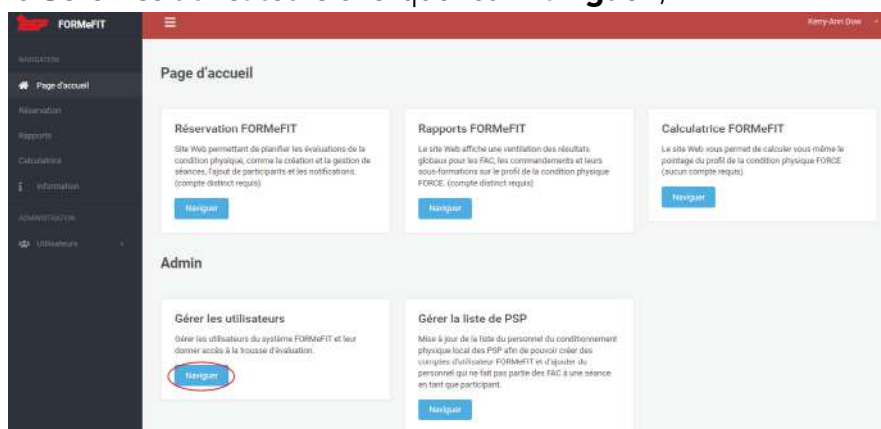 FORMeFIT
Kerry-Ann Dow
NAVIGATION
Page d'accueil
Réservation
Rapports
Calculatrice
Information
ADMINISTRATION
Utilisateurs
Page d'accueil
Réservation FORMeFIT
Site Web permettant de planifier les évaluations de la
condition physique, comme la création et la gestion de
séances, l'ajout de participants et les notifications.
(compte distinct requis)
Naviguer
Rapports FORMeFIT
Le site Web affiche une ventilation des résultats
globaux pour les FAC, les commandements et leurs
sous-formations sur le profil de la condition physique
FORCE. (compte distinct requis)
Naviguer
Calculatrice FORMeFIT
Le site Web vous permet de calculer vous même le
pointage du profil de la condition physique FORCE
(aucun compte requis)
Naviguer
Admin
Gérer les utilisateurs
Gérer les utilisateurs du système FORMeFIT et leur
donner accès à la trousse d'évaluation.
Naviguer
Gérer la liste de PSP
Mise à jour de la liste du personnel du conditionnement
physique local des PSP afin de pouvoir créer des
comptes d'utilisateur FORMeFIT et d'ajouter du
personnel qui ne fait pas partie des FAC à une séance
en tant que participant.
Naviguer